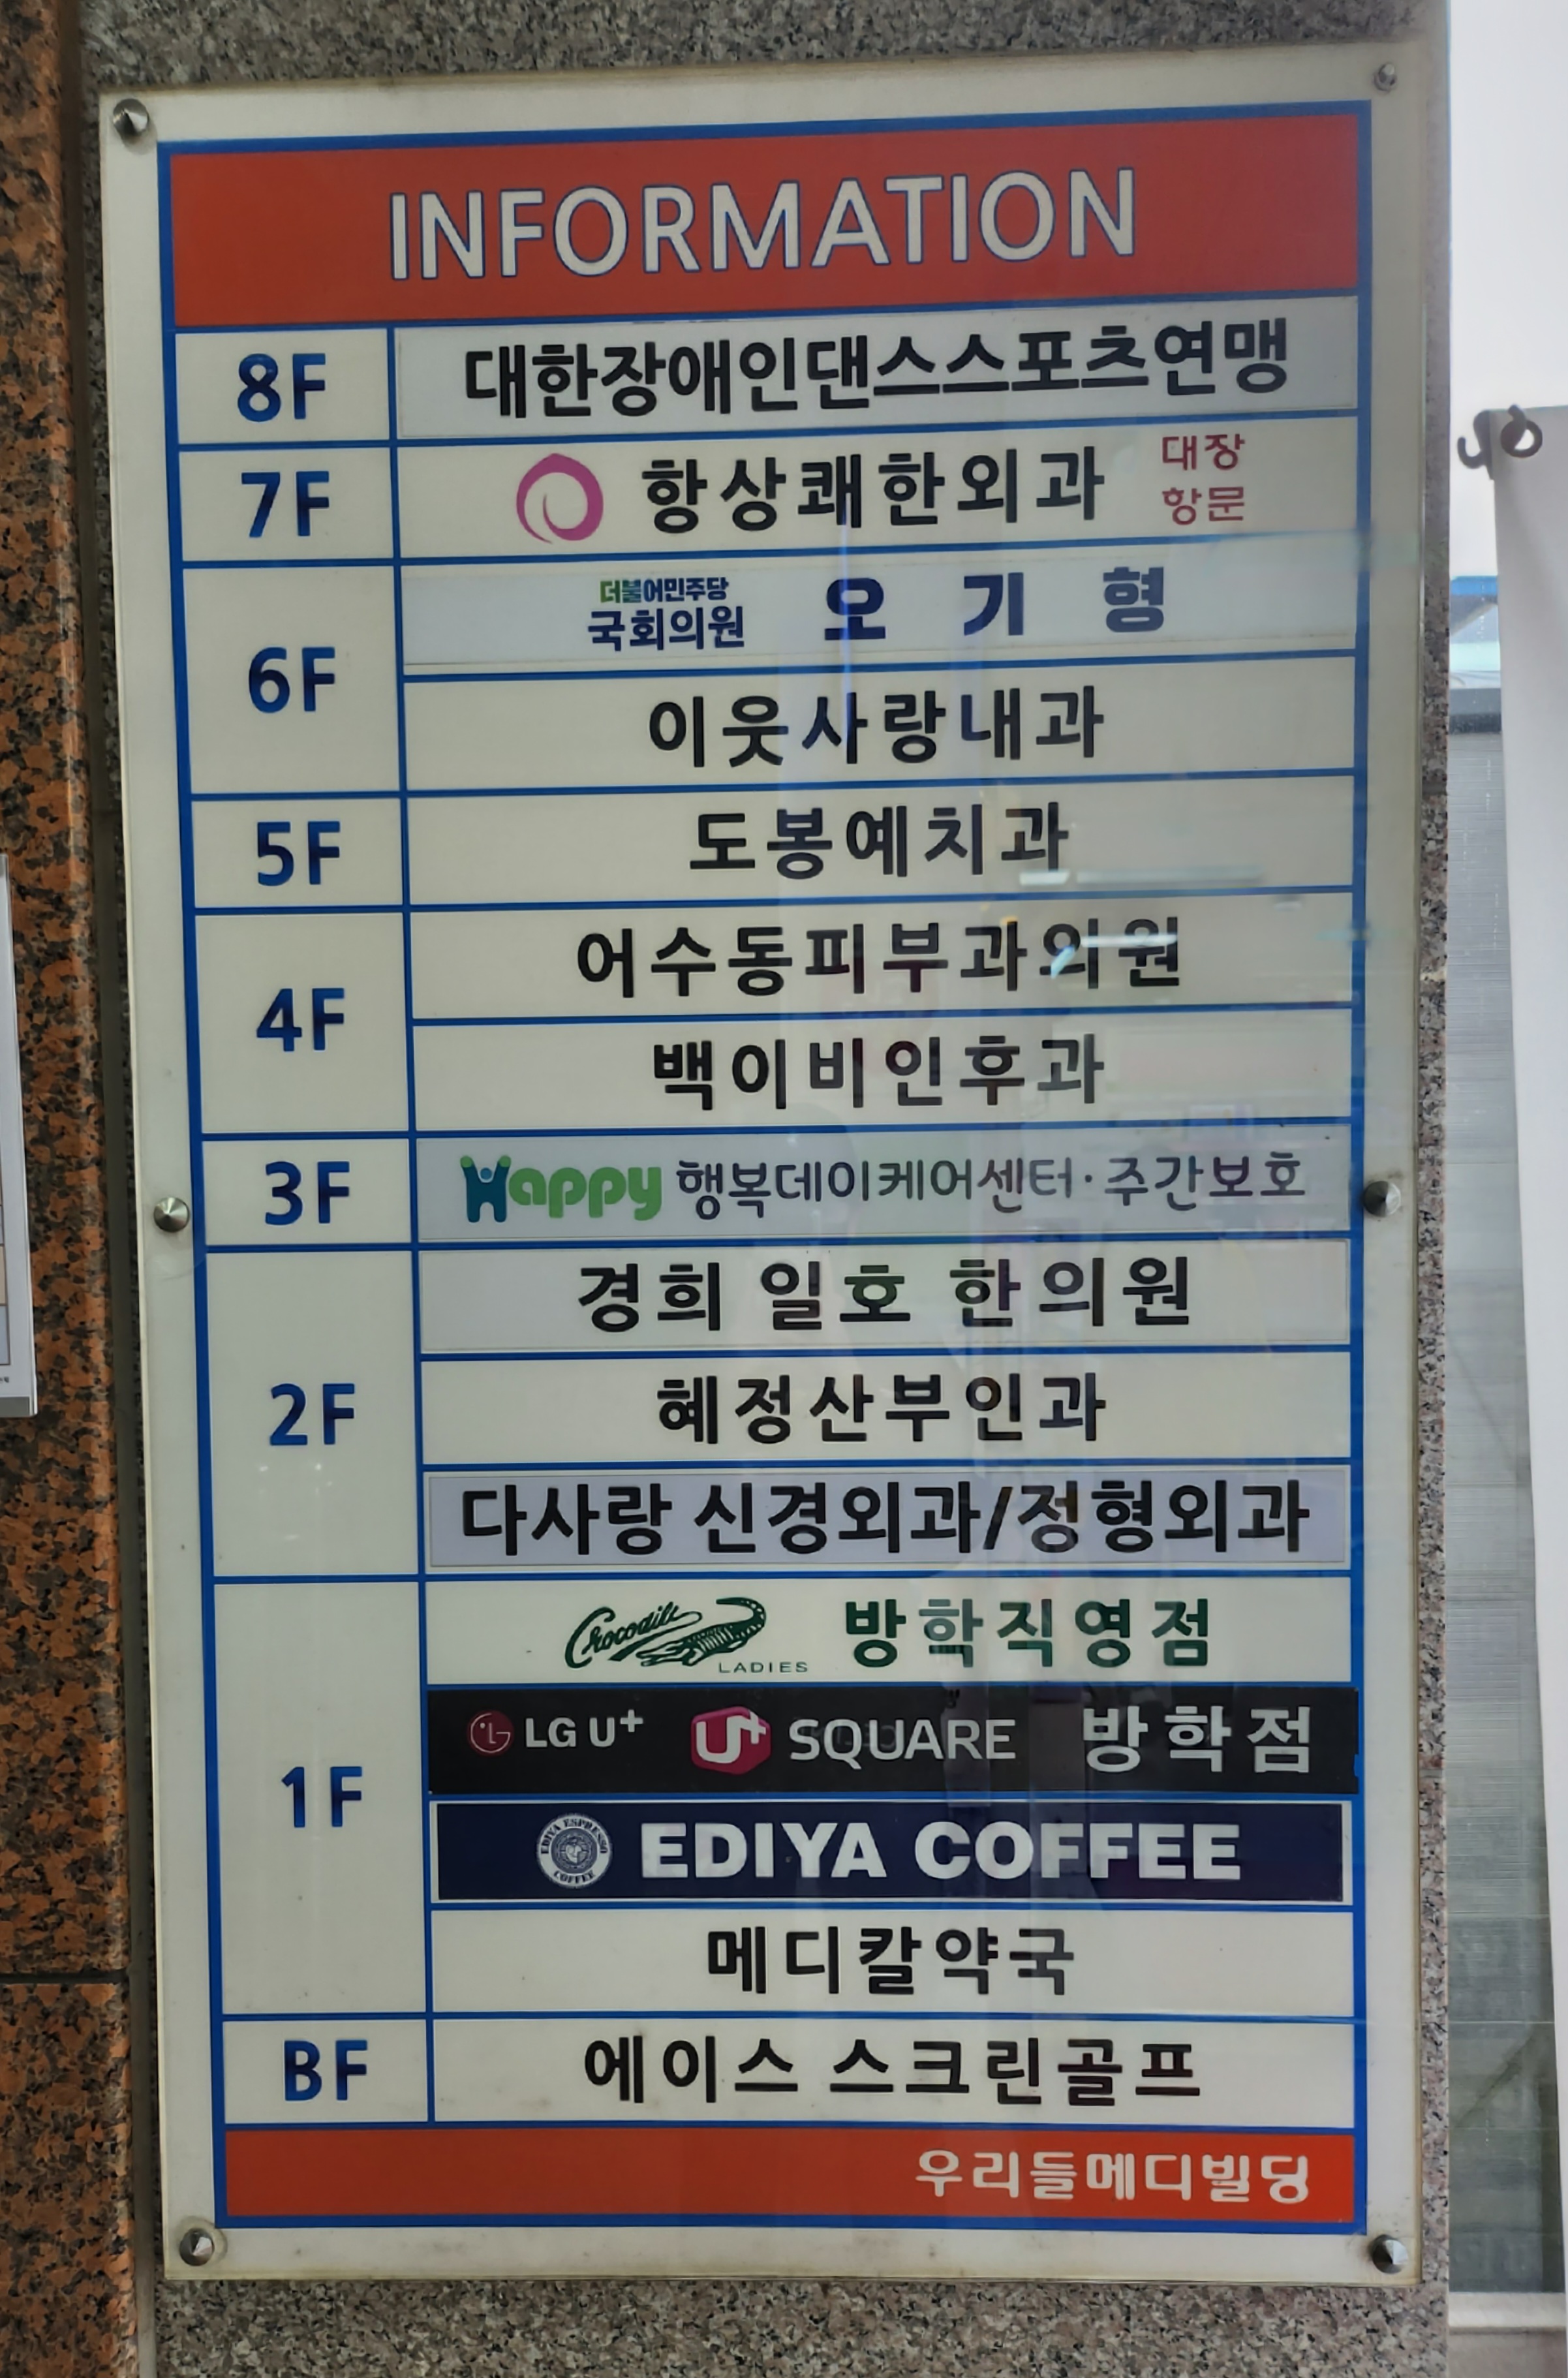 INFORMATION
8F 대한장애인댄스스포츠연맹
7F 항상쾌한외과 대장 항문
6F 더불어민주당 국회의원 오 기 형
이웃사랑내과
5F 도봉예치과
4F 어수동피부과의원
백이비인후과
3F Happy 행복데이케어센터·주간보호
2F 경희 일호 한의원
혜정산부인과
다사랑 신경외과/정형외과
1F Crocodile LADIES 방학직영점
LG U+ U+ SQUARE 방학점
EDIYA ESPRESSO COFFEE EDIYA COFFEE
메디칼약국
BF 에이스 스크린골프
우리들메디빌딩